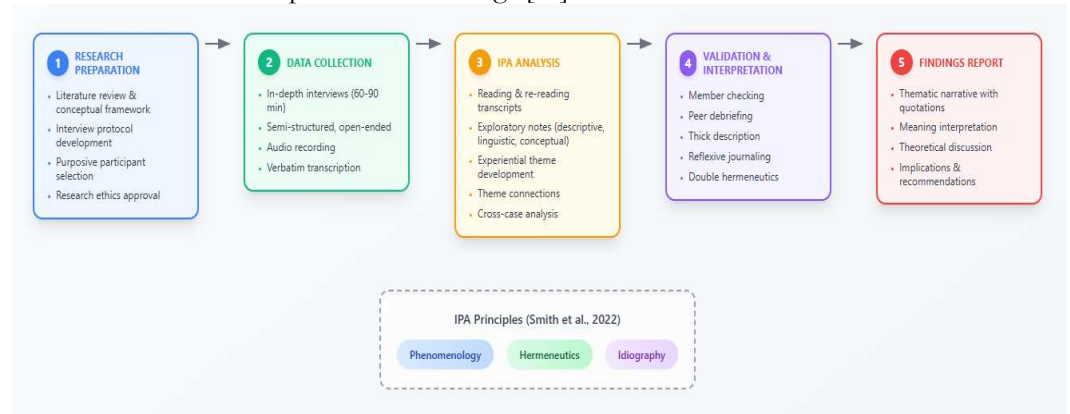 1 RESEARCH
PREPARATION
• Literature review &
conceptual framework
• Interview protocol
development
• Purposive participant
selection
• Research ethics approval
2 DATA COLLECTION
• In-depth interviews (60-90
min)
• Semi-structured, open-ended
• Audio recording
• Verbatim transcription
3 IPA ANALYSIS
• Reading & re-reading
transcripts
• Exploratory notes (descriptive,
linguistic, conceptual)
• Experiential theme
development
• Theme connections
• Cross-case analysis
4 VALIDATION &
INTERPRETATION
• Member checking
• Peer debriefing
• Thick description
• Reflexive journaling
• Double hermeneutics
5 FINDINGS REPORT
• Thematic narrative with
quotations
• Meaning interpretation
• Theoretical discussion
• Implications &
recommendations
IPA Principles (Smith et al., 2022)
Phenomenology
Hermeneutics
Idiography